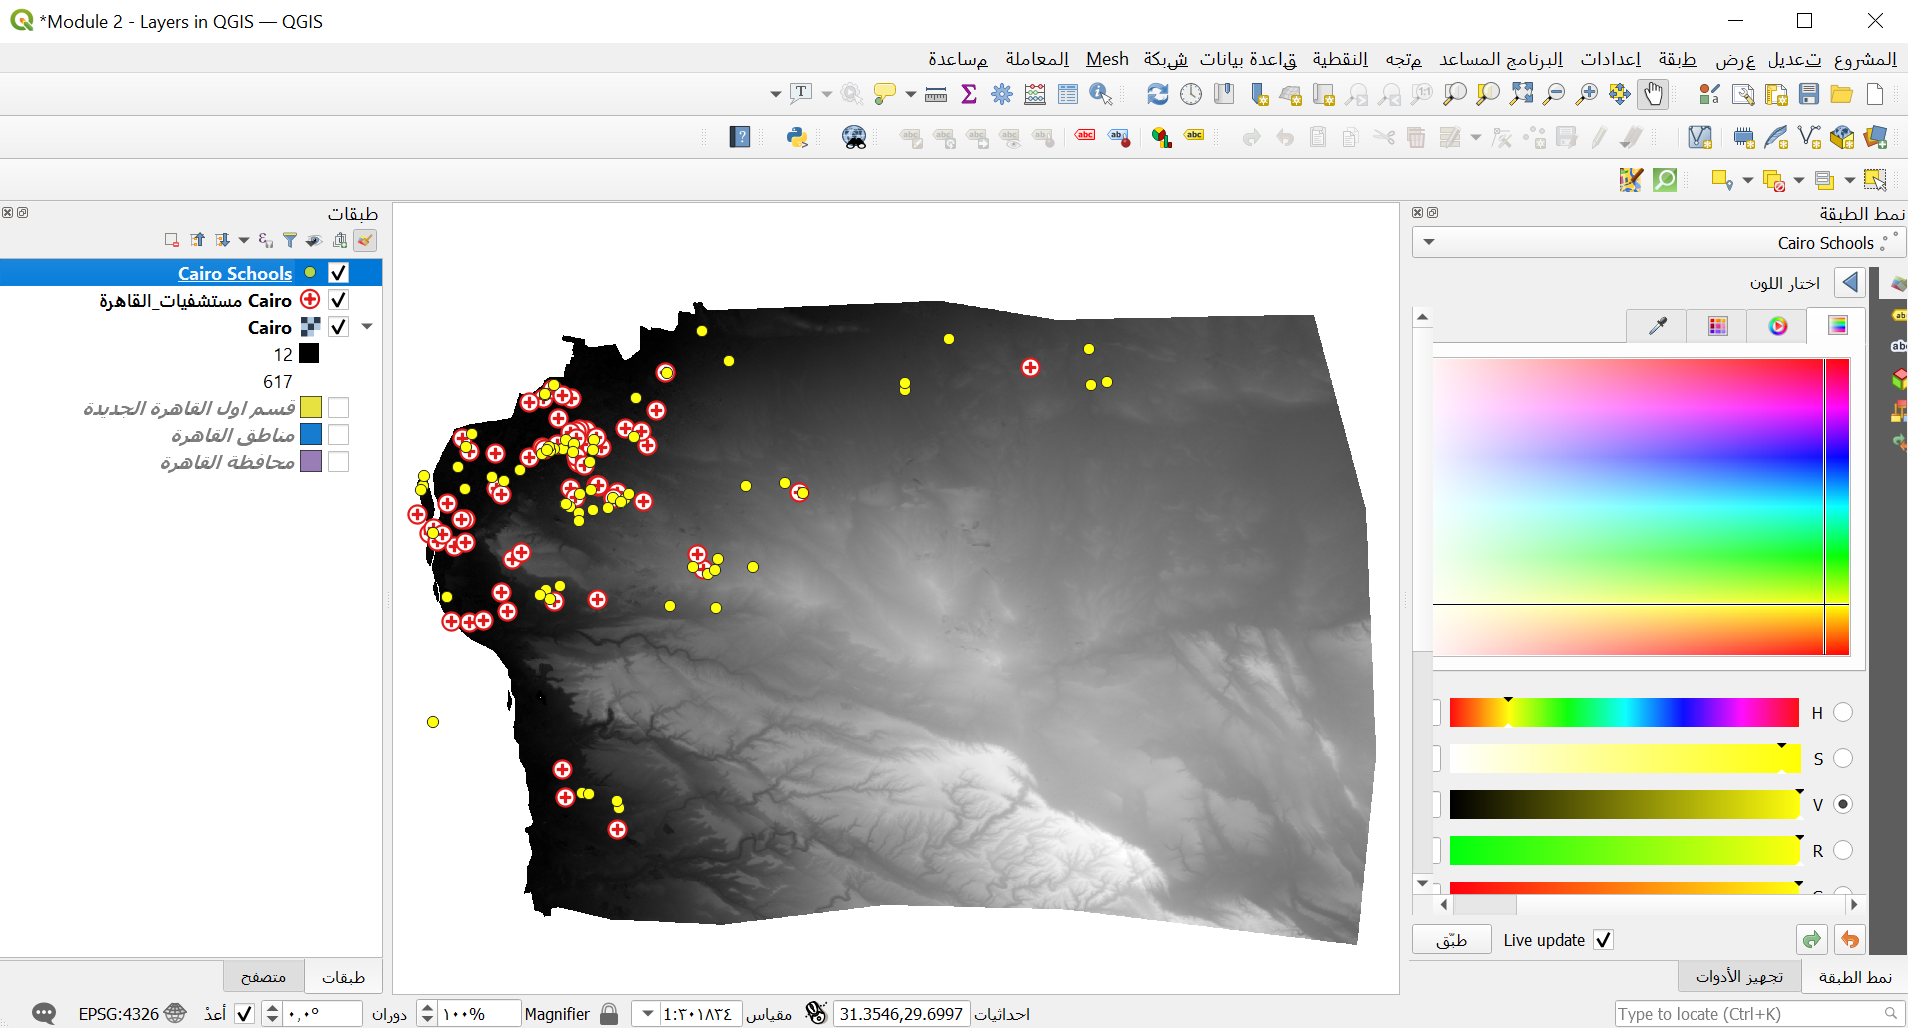 *Module 2 - Layers in QGIS — QGIS
المشروع تعديل عرض طبقة إعدادات البرنامج المساعد متجه النقطية قاعدة بيانات شبكة Mesh المعاملة مساعدة
طبقات
Cairo Schools
Cairo مستشفيات_القاهرة
Cairo
12
617
قسم اول القاهرة الجديدة
مناطق القاهرة
محافظة القاهرة
طبقات
متصفح
نمط الطبقة
Cairo Schools
اختار اللون
H
S
V
R
طبّق
Live update
نمط الطبقة
تجهيز الأدوات
Type to locate (Ctrl+K)
احداثيات
31.3546,29.6997
مقياس
١:٣٠١٨٣٤
Magnifier
١٠٠%
دوران
٠,٠°
أعدْ
EPSG:4326